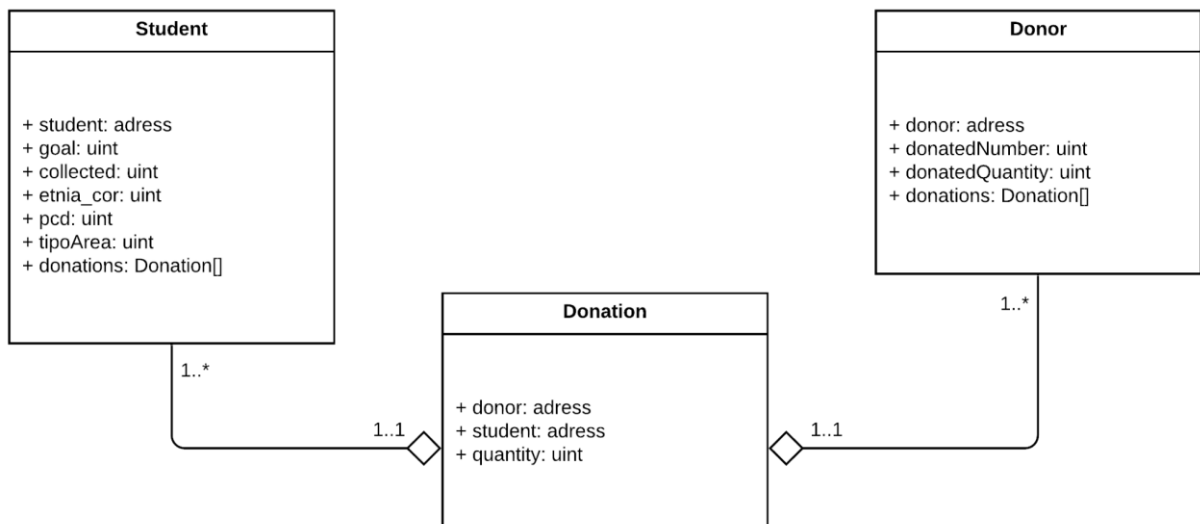 Student
+ student: adress
+ goal: uint
+ collected: uint
+ etnia_cor: uint
+ pcd: uint
+ tipoArea: uint
+ donations: Donation[]
1..*
1..1
Donor
+ donor: adress
+ donatedNumber: uint
+ donatedQuantity: uint
+ donations: Donation[]
1..*
1..1
Donation
+ donor: adress
+ student: adress
+ quantity: uint